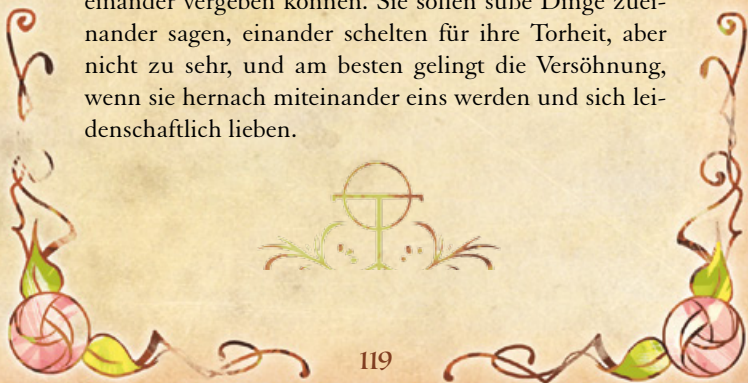 einander vergeben können. Sie sollen süße Dinge zuei-
nander sagen, einander schelten für ihre Torheit, aber
nicht zu sehr, und am besten gelingt die Versöhnung,
wenn sie hernach miteinander eins werden und sich lei-
denschaftlich lieben.
119